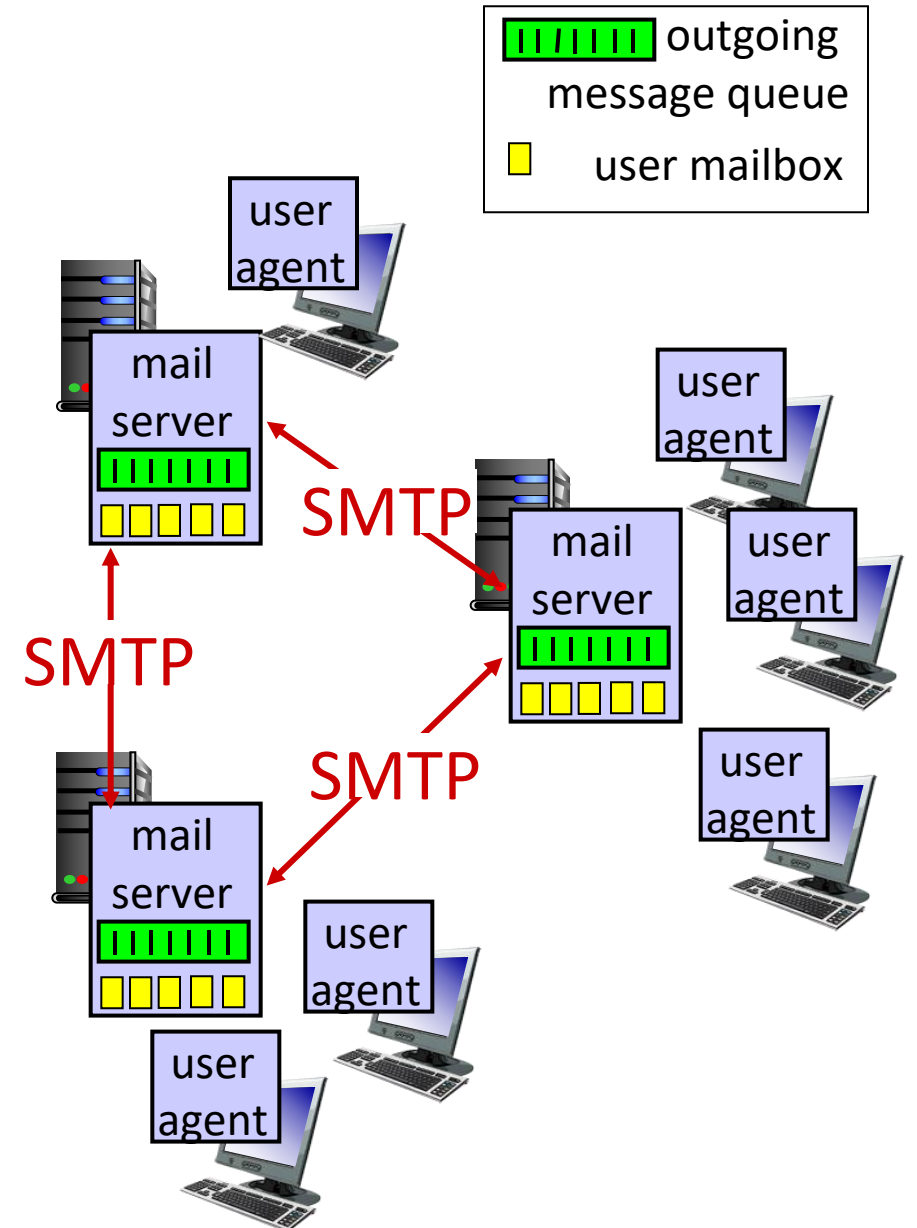 outgoing
message queue
user mailbox
user
agent
mail
server
SMTP
user
agent
user
agent
mail
server
SMTP
user
agent
SMTP
mail
server
user
agent
user
agent